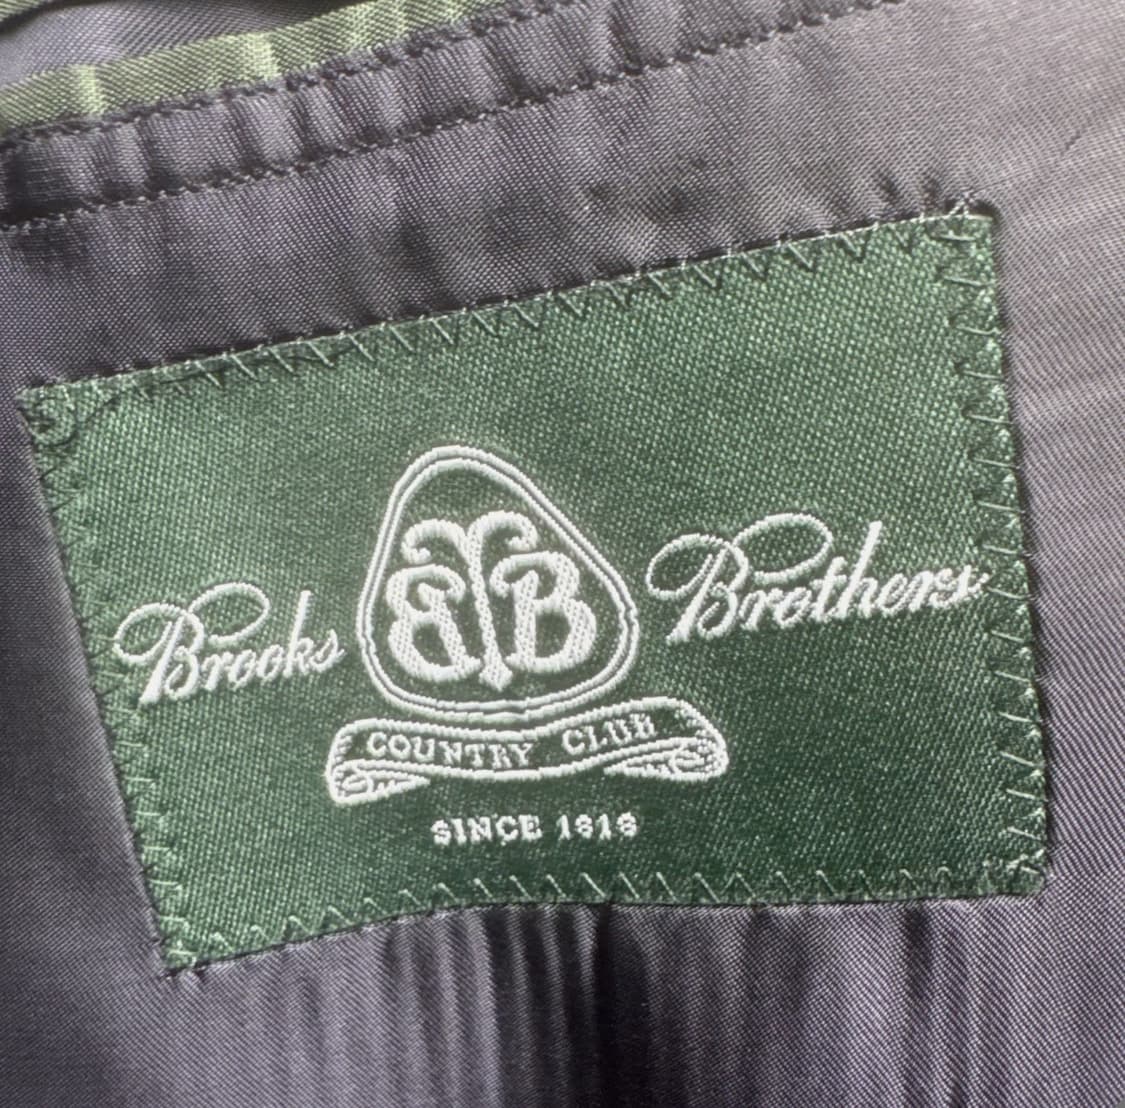 Brooks Brothers
BB
COUNTRY CLUB
SINCE 1818